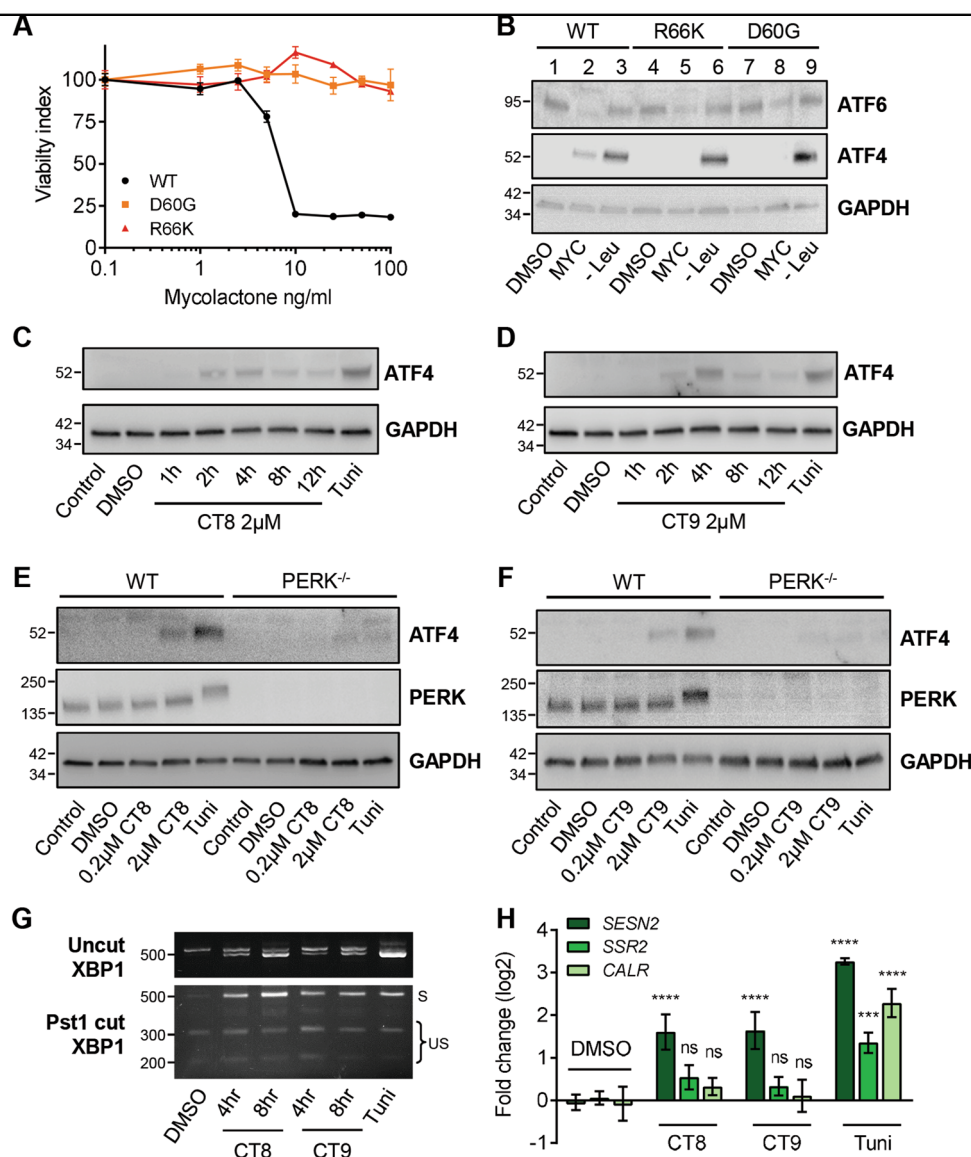 A
100
75
50
25
0
Viabilty index
WT
D60G
R66K
0.1 1 10 100
Mycolactone ng/ml
B
WT R66K D60G
1 2 3 4 5 6 7 8 9
95 ATF6
52 ATF4
42
34 GAPDH
DMSO MYC - Leu DMSO MYC - Leu DMSO MYC - Leu
C
52 ATF4
42
34 GAPDH
Control DMSO 1h 2h 4h 8h 12h Tuni
CT8 2µM
D
52 ATF4
42
34 GAPDH
Control DMSO 1h 2h 4h 8h 12h Tuni
CT9 2µM
E
WT PERK-/-
52 ATF4
250
135 PERK
42
34 GAPDH
Control DMSO 0.2µM CT8 2µM CT8 Tuni Control DMSO 0.2µM CT8 2µM CT8 Tuni
F
WT PERK-/-
52 ATF4
250
135 PERK
42
34 GAPDH
Control DMSO 0.2µM CT9 2µM CT9 Tuni Control DMSO 0.2µM CT9 2µM CT9 Tuni
G
Uncut
XBP1
500
Pst1 cut
XBP1
500 S
300
200
US
DMSO 4hr 8hr 4hr 8hr Tuni
CT8 CT9
H
SESN2
SSR2
CALR
Fold change (log2)
4
3
2
1
0
-1
DMSO
**** ns ns
**** ns ns
**** *** ****
CT8 CT9 Tuni